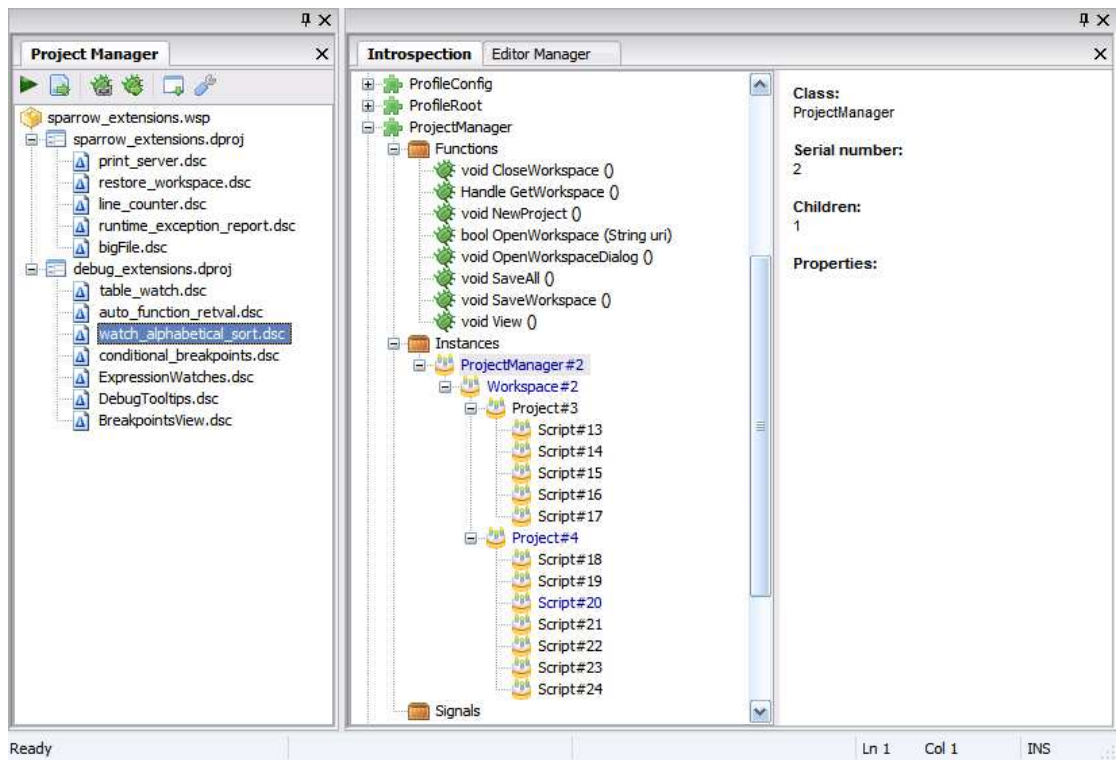 Project Manager
sparrow_extensions.wsp
sparrow_extensions.dproj
print_server.dsc
restore_workspace.dsc
line_counter.dsc
runtime_exception_report.dsc
bigFile.dsc
debug_extensions.dproj
table_watch.dsc
auto_function_retval.dsc
watch_alphabetical_sort.dsc
conditional_breakpoints.dsc
ExpressionWatches.dsc
DebugTooltips.dsc
BreakpointsView.dsc
Introspection Editor Manager
ProfileConfig
ProfileRoot
ProjectManager
Functions
void CloseWorkspace ()
Handle GetWorkspace ()
void NewProject ()
bool OpenWorkspace (String uri)
void OpenWorkspaceDialog ()
void SaveAll ()
void SaveWorkspace ()
void View ()
Instances
ProjectManager#2
Workspace#2
Project#3
Script#13
Script#14
Script#15
Script#16
Script#17
Project#4
Script#18
Script#19
Script#20
Script#21
Script#22
Script#23
Script#24
Signals
Class:
ProjectManager
Serial number:
2
Children:
1
Properties:
Ready Ln 1 Col 1 INS